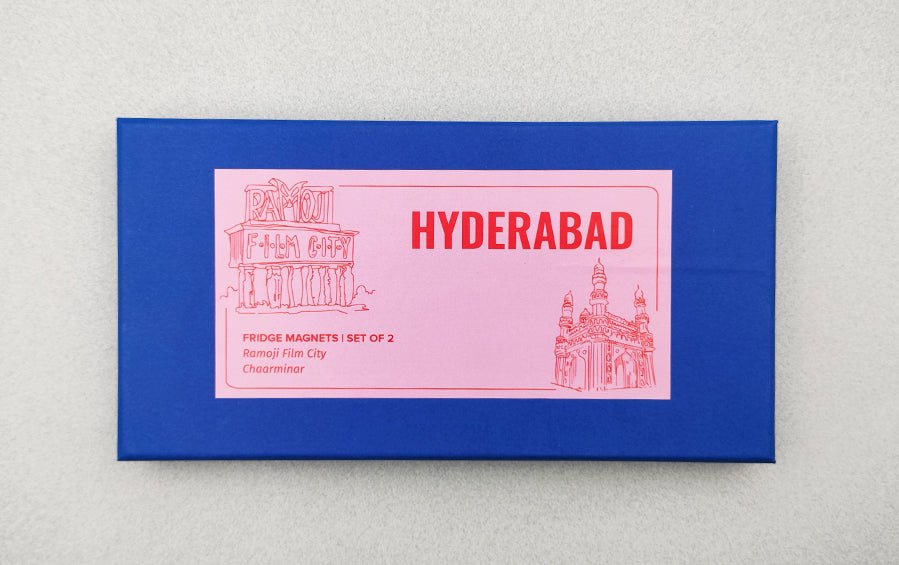 RAMOJI
FILM CITY
HYDERABAD
FRIDGE MAGNETS | SET OF 2
Ramoji Film City
Chaarminar